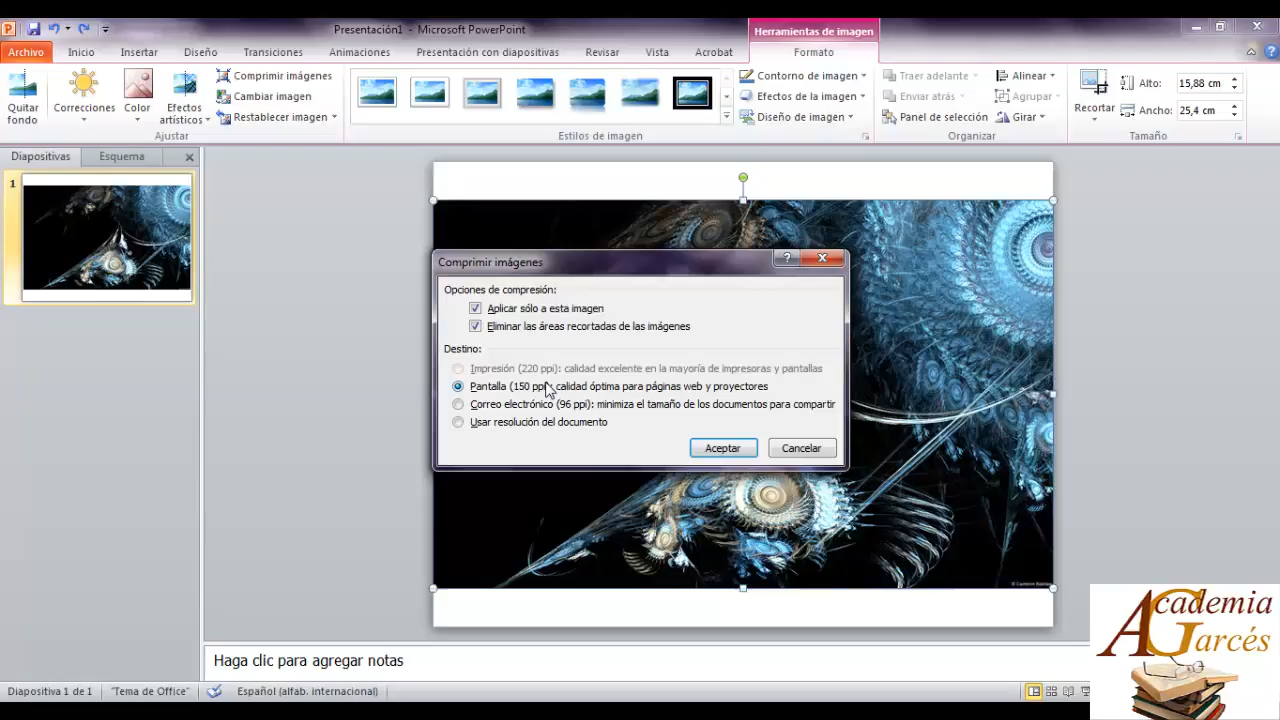 Presentación1 - Microsoft PowerPoint
Herramientas de imagen
Archivo Inicio Insertar Diseño Transiciones Animaciones Presentación con diapositivas Revisar Vista Acrobat Formato
Quitar fondo
Correcciones
Color
Efectos artísticos
Comprimir imágenes
Cambiar imagen
Restablecer imagen
Ajustar
Estilos de imagen
Contorno de imagen
Efectos de la imagen
Diseño de imagen
Traer adelante
Enviar atrás
Panel de selección
Alinear
Agrupar
Girar
Organizar
Recortar
Alto: 15,88 cm
Ancho: 25,4 cm
Tamaño
Diapositivas Esquema
1
Comprimir imágenes
Opciones de compresión:
Aplicar sólo a esta imagen
Eliminar las áreas recortadas de las imágenes
Destino:
Impresión (220 ppi): calidad excelente en la mayoría de impresoras y pantallas
Pantalla (150 ppi): calidad óptima para páginas web y proyectores
Correo electrónico (96 ppi): minimiza el tamaño de los documentos para compartir
Usar resolución del documento
Aceptar Cancelar
Haga clic para agregar notas
Diapositiva 1 de 1 "Tema de Office" Español (alfab. internacional)
Academia
Garcés